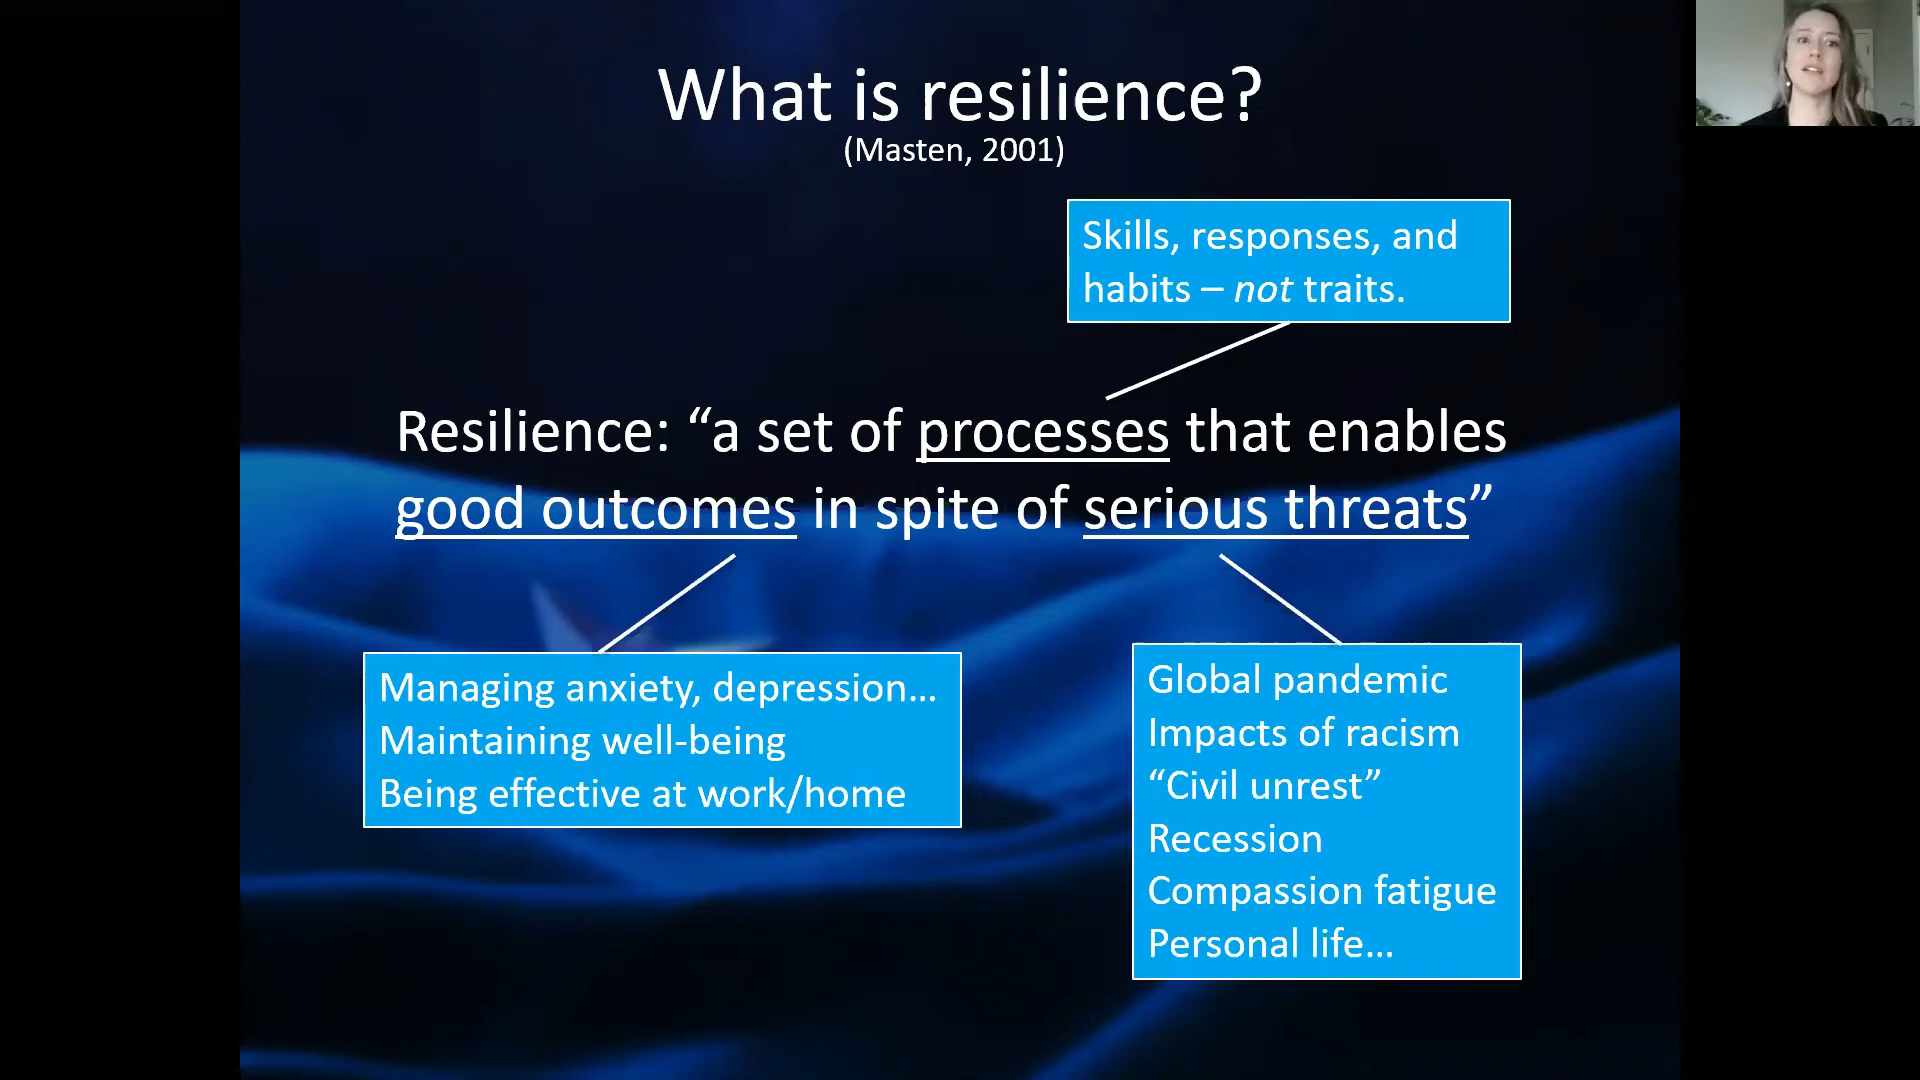 What is resilience?
(Masten, 2001)
Skills, responses, and
habits – not traits.
Resilience: “a set of processes that enables
good outcomes in spite of serious threats”
Managing anxiety, depression…
Maintaining well-being
Being effective at work/home
Global pandemic
Impacts of racism
“Civil unrest”
Recession
Compassion fatigue
Personal life…